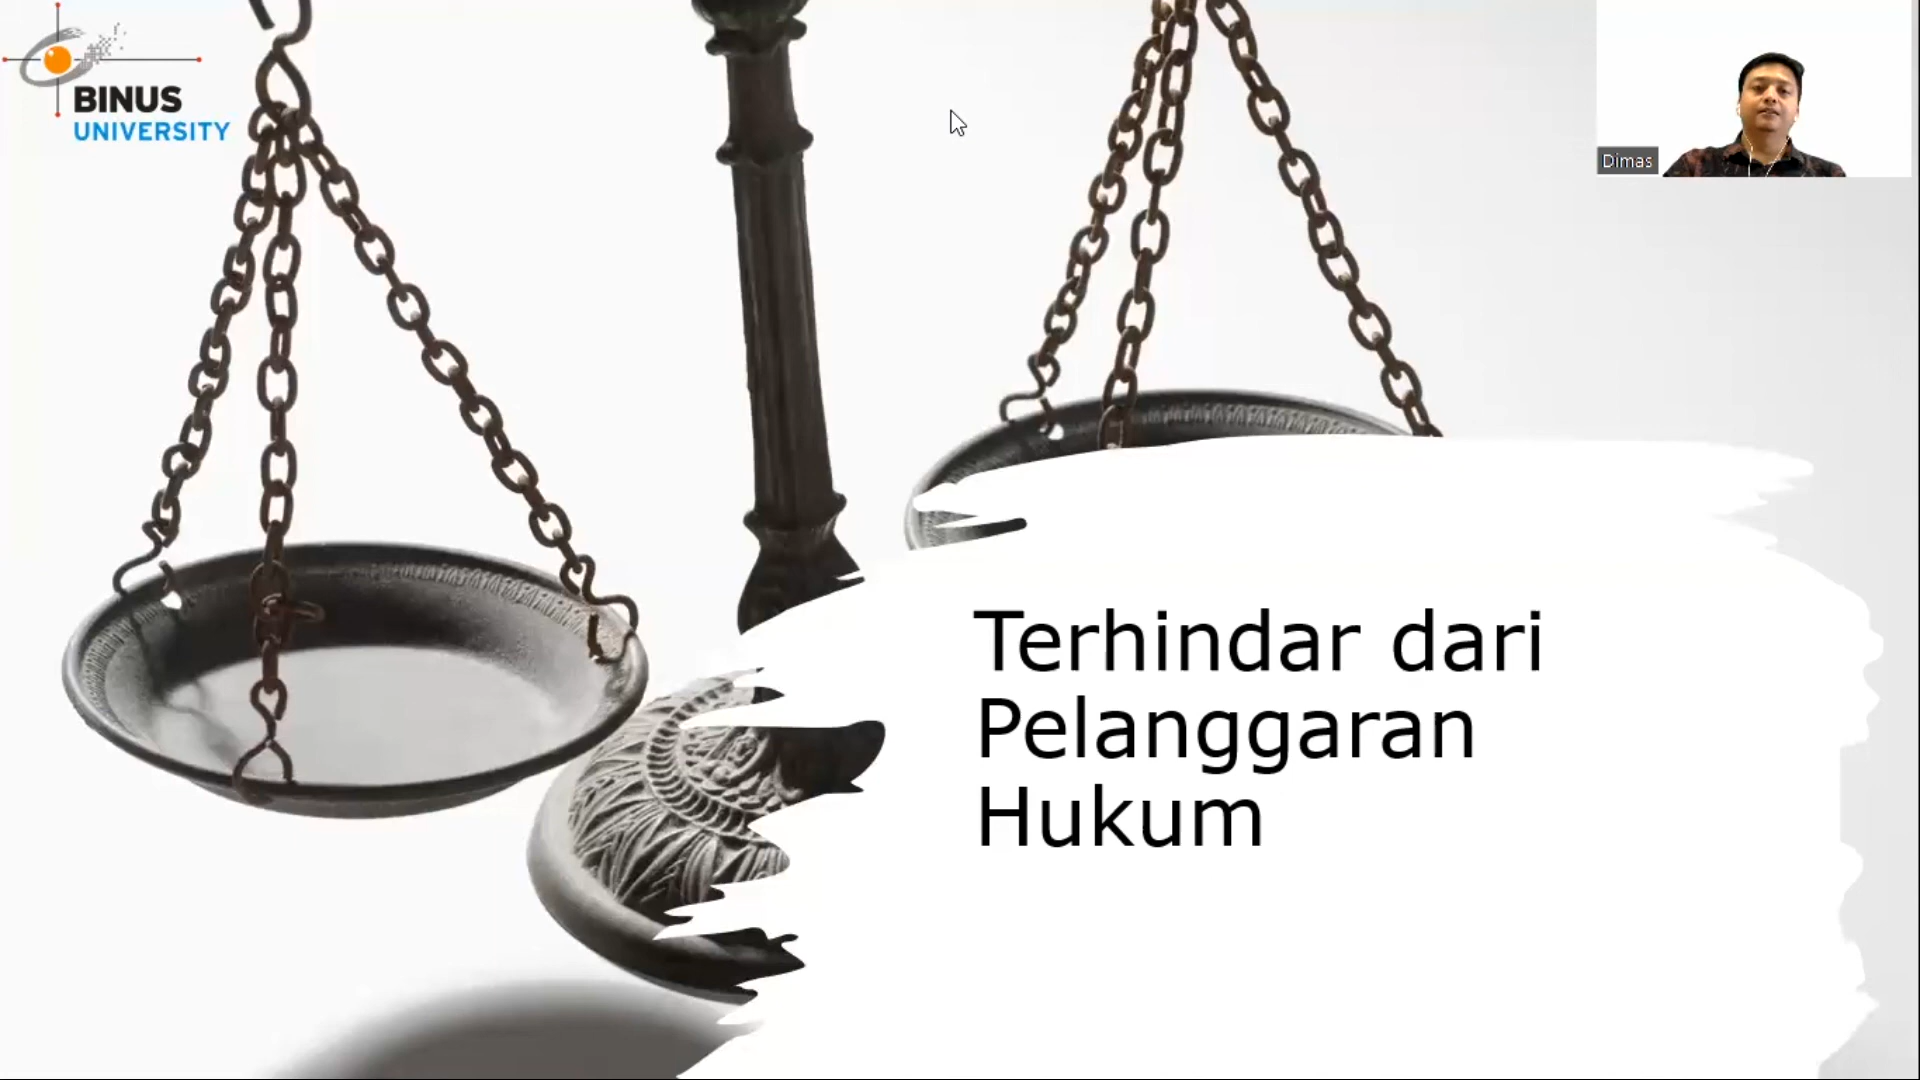 BINUS
UNIVERSITY
Dimas
Terhindar dari
Pelanggaran
Hukum